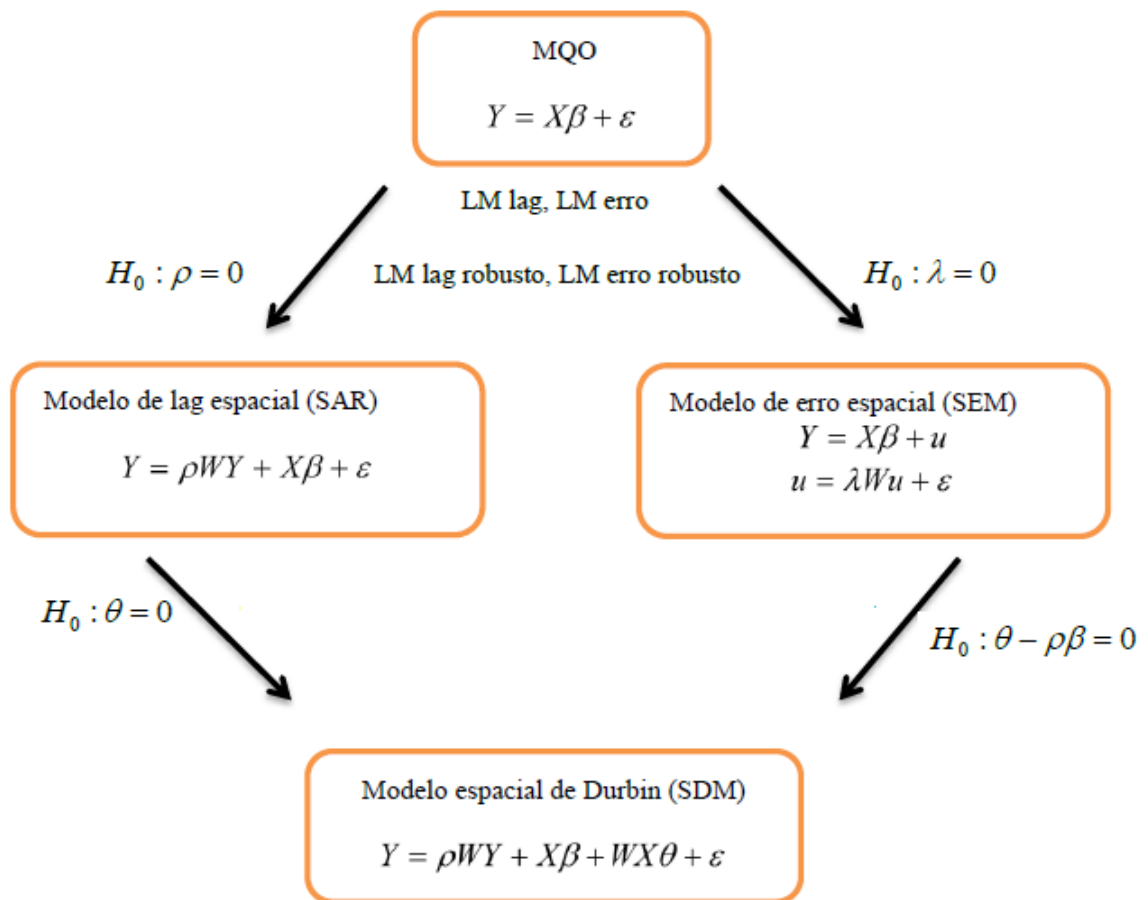 MQO
Y = Xβ + ε
LM lag, LM erro
H₀ : ρ = 0
LM lag robusto, LM erro robusto
H₀ : λ = 0
Modelo de lag espacial (SAR)
Y = ρWY + Xβ + ε
Modelo de erro espacial (SEM)
Y = Xβ + u
u = λWu + ε
H₀ : θ = 0
H₀ : θ − ρβ = 0
Modelo espacial de Durbin (SDM)
Y = ρWY + Xβ + WXθ + ε